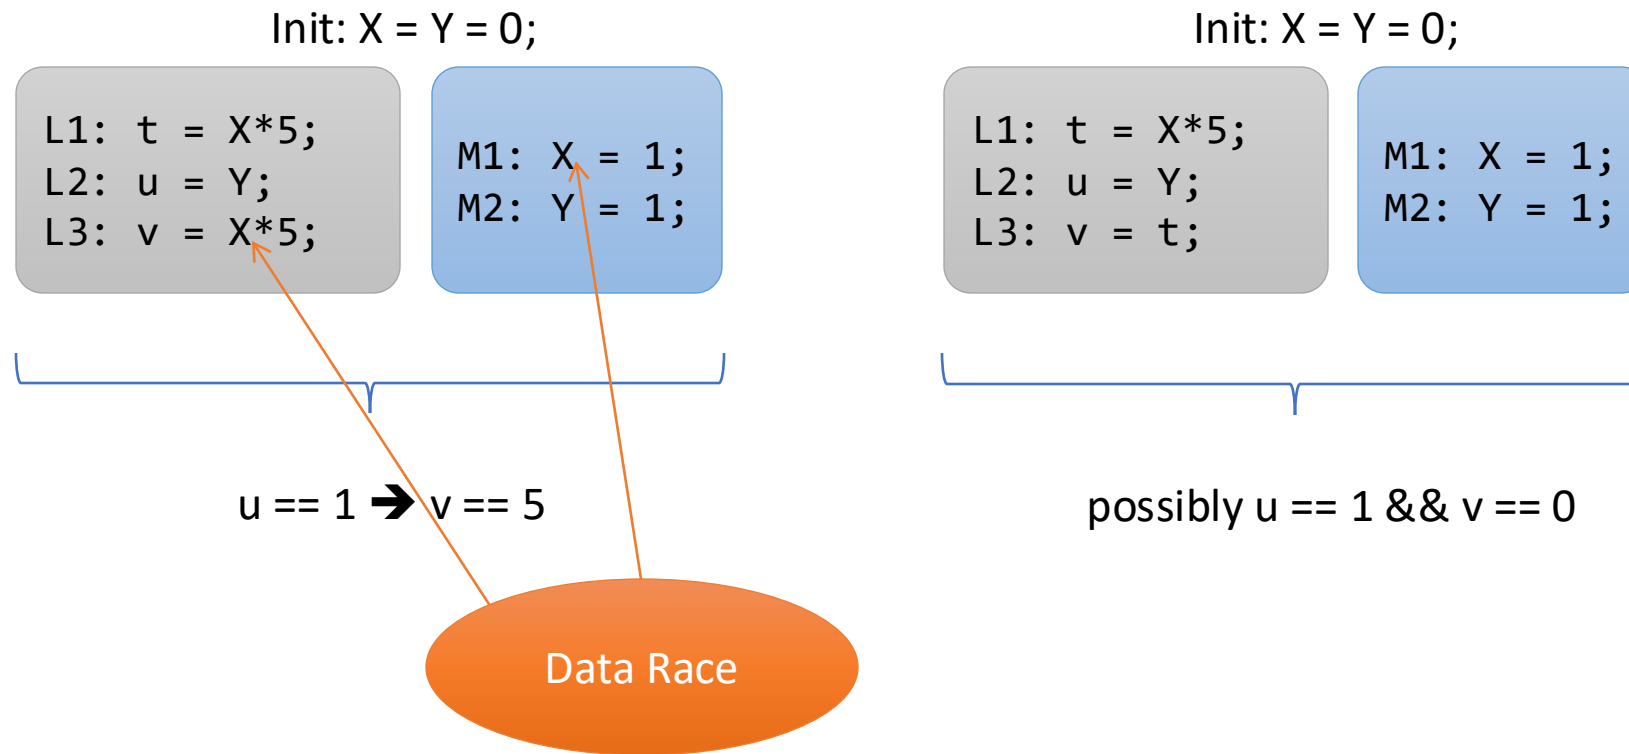 Init: X = Y = 0;
L1: t = X*5;
L2: u = Y;
L3: v = X*5;
M1: X = 1;
M2: Y = 1;
u == 1 🡺 v == 5
Data Race
Init: X = Y = 0;
L1: t = X*5;
L2: u = Y;
L3: v = t;
M1: X = 1;
M2: Y = 1;
possibly u == 1 && v == 0